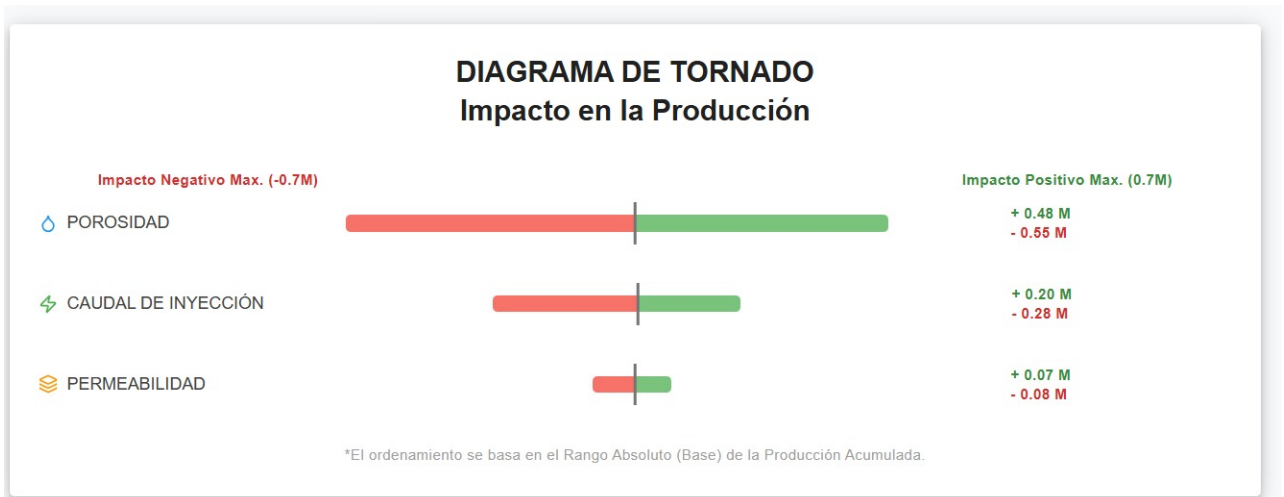 DIAGRAMA DE TORNADO
Impacto en la Producción
Impacto Negativo Max. (-0.7M)
Impacto Positivo Max. (0.7M)
POROSIDAD
+ 0.48 M
- 0.55 M
CAUDAL DE INYECCIÓN
+ 0.20 M
- 0.28 M
PERMEABILIDAD
+ 0.07 M
- 0.08 M
*El ordenamiento se basa en el Rango Absoluto (Base) de la Producción Acumulada.